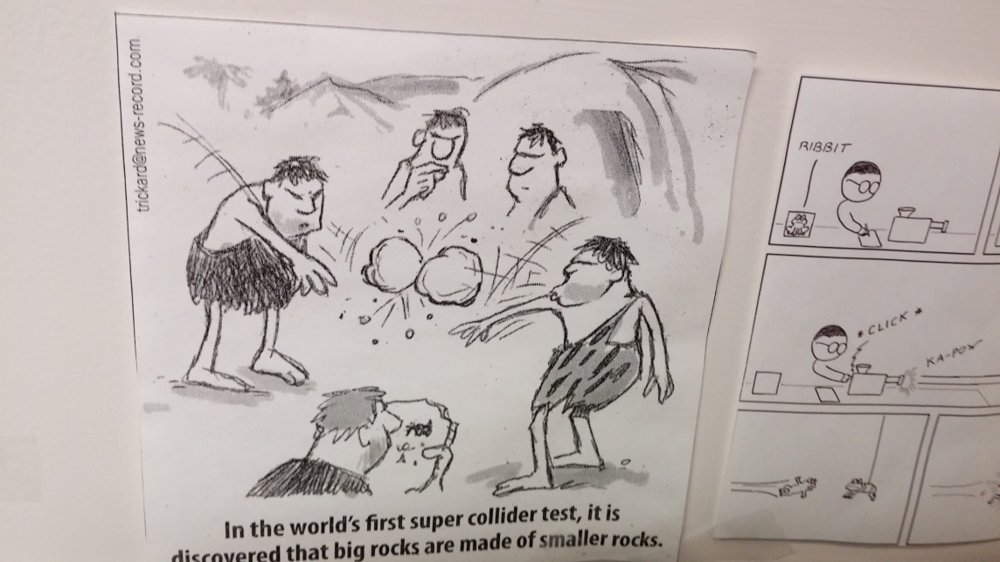 trickard@news-record.com
In the world's first super collider test, it is
discovered that big rocks are made of smaller rocks.
RIBBIT
*CLICK*
KA-POW